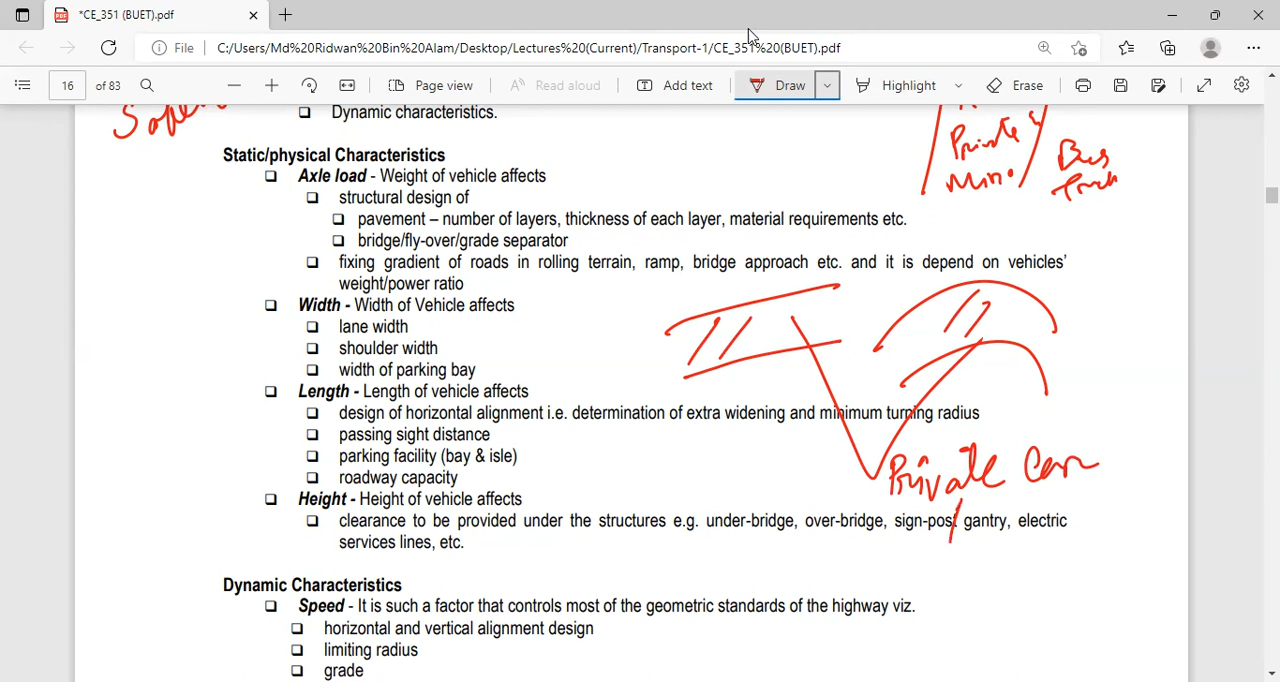 *CE_351 (BUET).pdf
File C:/Users/Md%20Ridwan%20Bin%20Alam/Desktop/Lectures%20(Current)/Transport-1/CE_351%20(BUET).pdf
16 of 83 Page view Read aloud Add text Draw Highlight Erase
Dynamic characteristics.
Private
Bus
Static/physical Characteristics
Axle load - Weight of vehicle affects
structural design of
pavement – number of layers, thickness of each layer, material requirements etc.
bridge/fly-over/grade separator
fixing gradient of roads in rolling terrain, ramp, bridge approach etc. and it is depend on vehicles'
weight/power ratio
Width - Width of Vehicle affects
lane width
shoulder width
width of parking bay
Length - Length of vehicle affects
design of horizontal alignment i.e. determination of extra widening and minimum turning radius
passing sight distance
parking facility (bay & isle)
roadway capacity
Private Car
Height - Height of vehicle affects
clearance to be provided under the structures e.g. under-bridge, over-bridge, sign-post gantry, electric
services lines, etc.
Dynamic Characteristics
Speed - It is such a factor that controls most of the geometric standards of the highway viz.
horizontal and vertical alignment design
limiting radius
grade